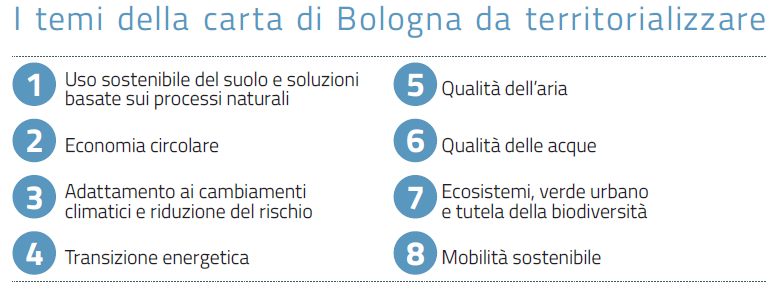 I temi della carta di Bologna da territorializzare
1 Uso sostenibile del suolo e soluzioni
basate sui processi naturali
2 Economia circolare
3 Adattamento ai cambiamenti
climatici e riduzione del rischio
4 Transizione energetica
5 Qualità dell’aria
6 Qualità delle acque
7 Ecosistemi, verde urbano
e tutela della biodiversità
8 Mobilità sostenibile